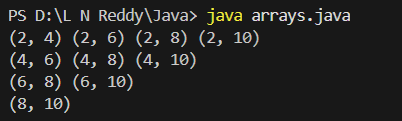 PS D:\L N Reddy\Java> java arrays.java
(2, 4) (2, 6) (2, 8) (2, 10)
(4, 6) (4, 8) (4, 10)
(6, 8) (6, 10)
(8, 10)